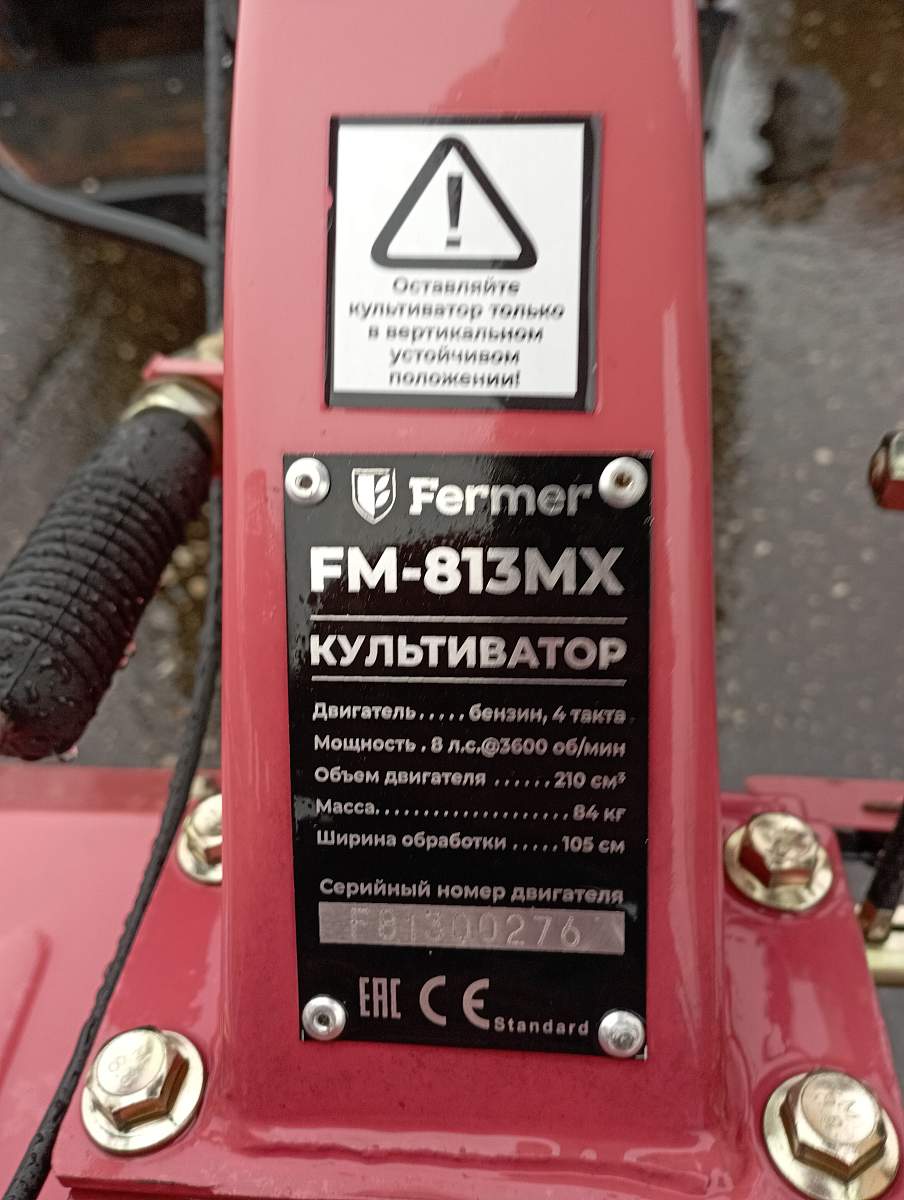 Оставляйте
культиватор только
в вертикальном
устойчивом
положении!
Fermer
FM-813MX
КУЛЬТИВАТОР
Двигатель.....бензин, 4 такта
Мощность . 8 л.с.@3600 об/мин
Объем двигателя ......210 см³
Масса....................84 кг
Ширина обработки .....105 см
Серийный номер двигателя
F81300276
EAC CE Standard